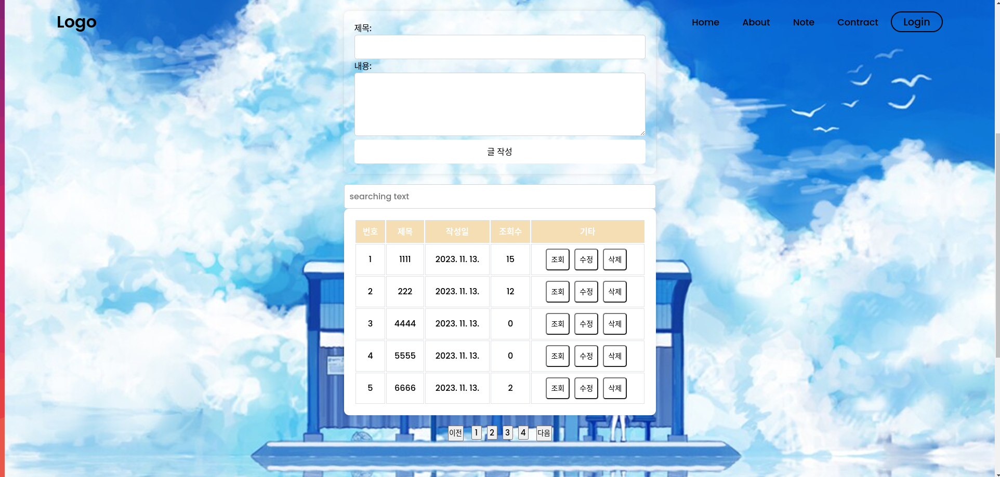 Logo
Home About Note Contract Login
제목:
내용:
글 작성
searching text
번호 제목 작성일 조회수 기타
1 1111 2023. 11. 13. 15 조회 수정 삭제
2 222 2023. 11. 13. 12 조회 수정 삭제
3 4444 2023. 11. 13. 0 조회 수정 삭제
4 5555 2023. 11. 13. 0 조회 수정 삭제
5 6666 2023. 11. 13. 2 조회 수정 삭제
이전 1 2 3 4 다음